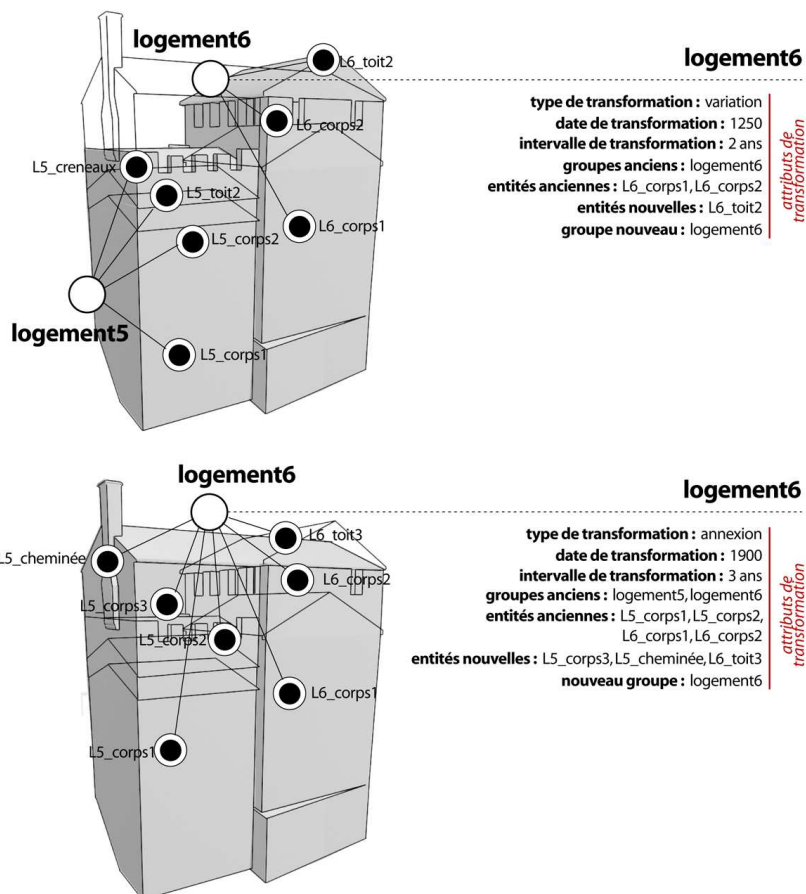 logement6
L6_toit2
L6_corps2
L5_creneaux
L5_toit2
L6_corps1
L5_corps2
logement5
L5_corps1
logement6
type de transformation : variation
date de transformation : 1250
intervalle de transformation : 2 ans
groupes anciens : logement6
entités anciennes : L6_corps1, L6_corps2
entités nouvelles : L6_toit2
groupe nouveau : logement6
attributs de
transformation
logement6
L6_toit3
L5_cheminée
L6_corps2
L5_corps3
L5_corps2
L6_corps1
L5_corps1
logement6
type de transformation : annexion
date de transformation : 1900
intervalle de transformation : 3 ans
groupes anciens : logement5, logement6
entités anciennes : L5_corps1, L5_corps2,
L6_corps1, L6_corps2
entités nouvelles : L5_corps3, L5_cheminée, L6_toit3
nouveau groupe : logement6
attributs de
transformation